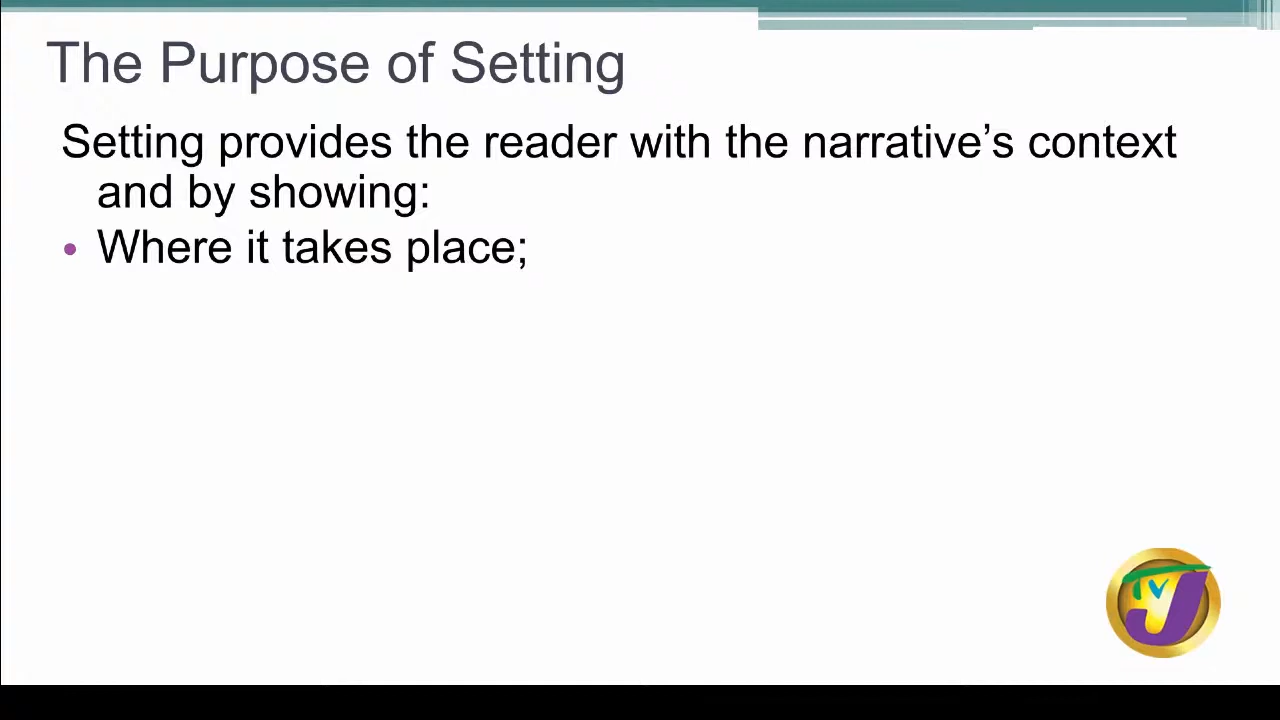 The Purpose of Setting
Setting provides the reader with the narrative’s context
and by showing:
• Where it takes place;
TVJ